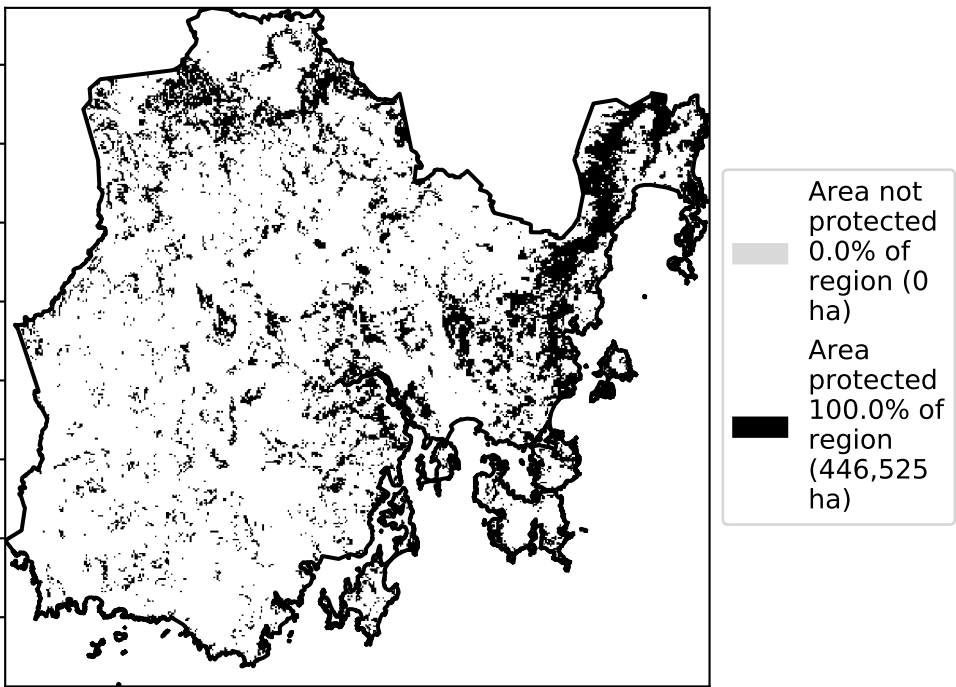 Area not
protected
0.0% of
region (0
ha)
Area
protected
100.0% of
region
(446,525
ha)